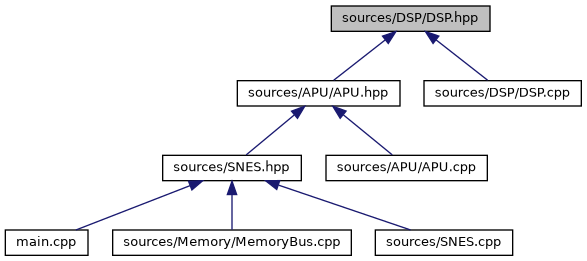 sources/DSP/DSP.hpp
sources/APU/APU.hpp
sources/DSP/DSP.cpp
sources/SNES.hpp
sources/APU/APU.cpp
main.cpp
sources/Memory/MemoryBus.cpp
sources/SNES.cpp